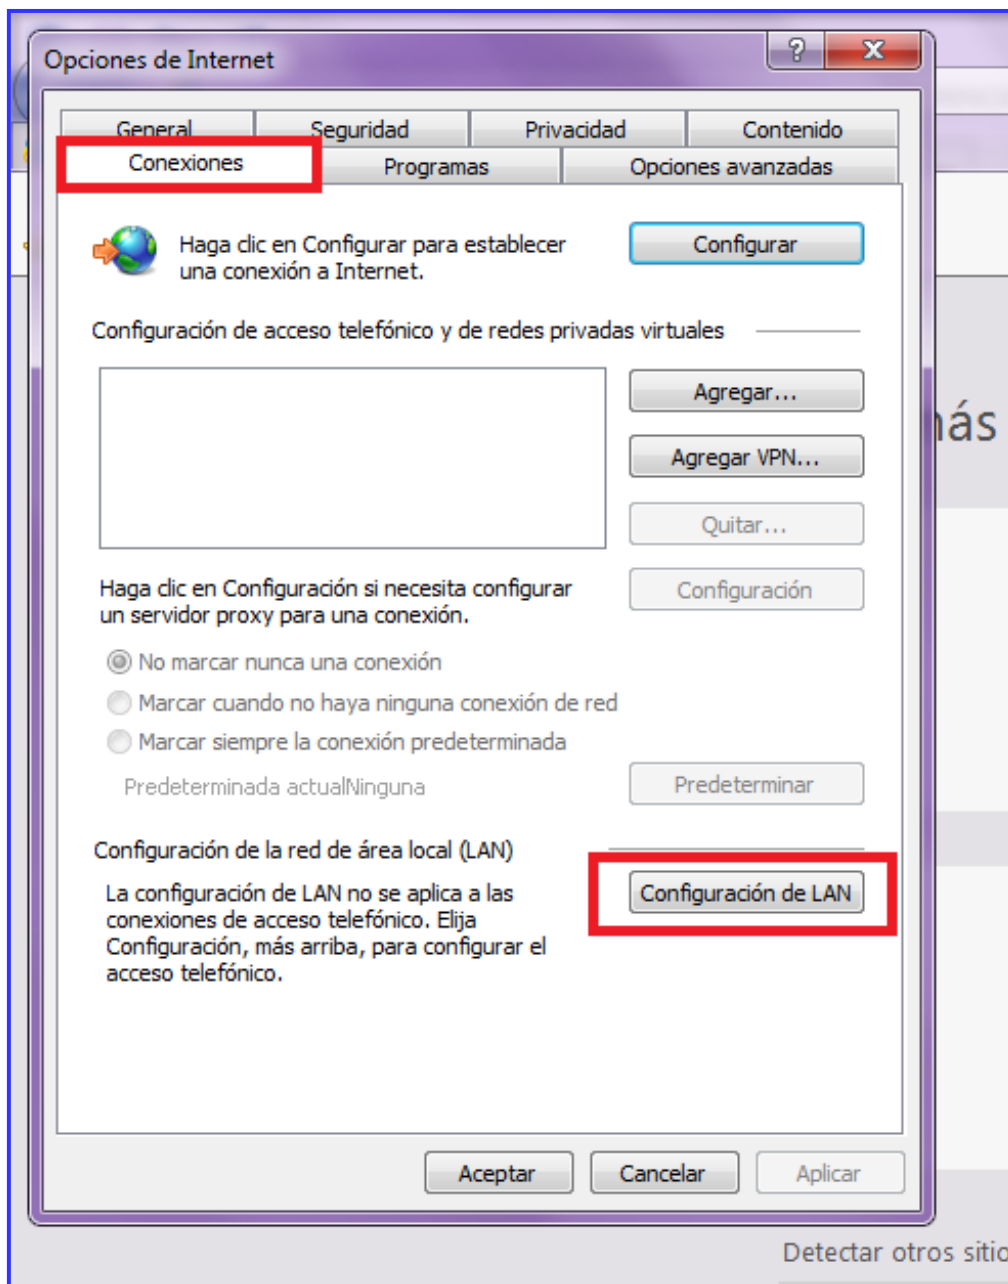 Opciones de Internet
General Seguridad Privacidad Contenido
Conexiones Programas Opciones avanzadas
Haga clic en Configurar para establecer
una conexión a Internet.
Configurar
Configuración de acceso telefónico y de redes privadas virtuales
Agregar...
Agregar VPN...
Quitar...
Haga clic en Configuración si necesita configurar
un servidor proxy para una conexión.
Configuración
No marcar nunca una conexión
Marcar cuando no haya ninguna conexión de red
Marcar siempre la conexión predeterminada
Predeterminada actualNinguna
Predeterminar
Configuración de la red de área local (LAN)
La configuración de LAN no se aplica a las
conexiones de acceso telefónico. Elija
Configuración, más arriba, para configurar el
acceso telefónico.
Configuración de LAN
Aceptar Cancelar Aplicar
ás
Detectar otros sitio